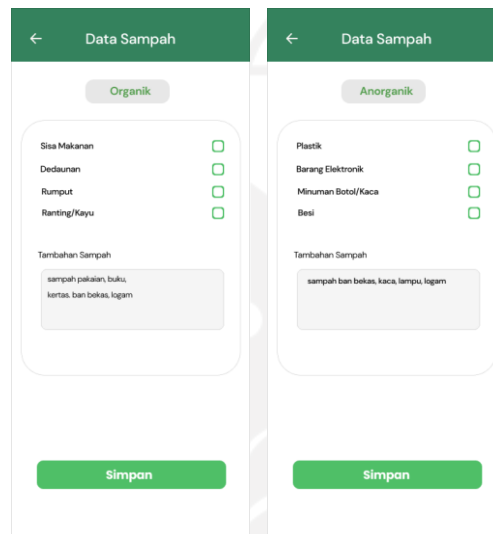 Data Sampah
Organik
Sisa Makanan
Dedaunan
Rumput
Ranting/Kayu
Tambahan Sampah
sampah pakaian, buku,
kertas. ban bekas, logam
Simpan
Data Sampah
Anorganik
Plastik
Barang Elektronik
Minuman Botol/Kaca
Besi
Tambahan Sampah
sampah ban bekas, kaca, lampu, logam
Simpan